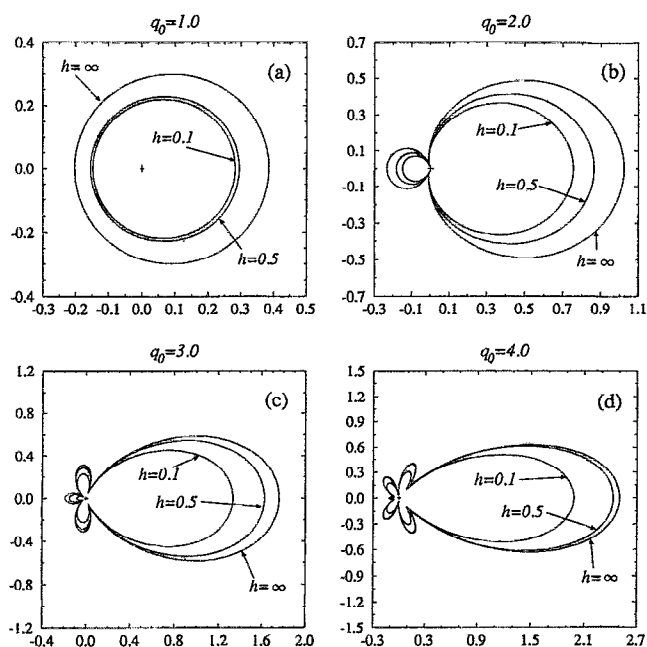 q₀=1.0
q₀=2.0
0.4
0.2
0.0
-0.2
-0.4
(a)
h=∞
h=0.1
h=0.5
-0.3 -0.2 -0.1 0.0 0.1 0.2 0.3 0.4 0.5
0.7
0.5
0.3
0.1
-0.1
-0.3
-0.5
-0.7
(b)
h=0.1
h=0.5
h=∞
-0.3 -0.1 0.1 0.3 0.5 0.7 0.9 1.1
q₀=3.0
q₀=4.0
1.2
0.8
0.4
0.0
-0.4
-0.8
-1.2
(c)
h=0.1
h=0.5
h=∞
-0.4 0.0 0.4 0.8 1.2 1.6 2.0
1.5
1.2
0.9
0.6
0.3
0.0
-0.3
-0.6
-0.9
-1.2
-1.5
(d)
h=0.1
h=0.5
h=∞
-0.3 0.3 0.9 1.5 2.1 2.7